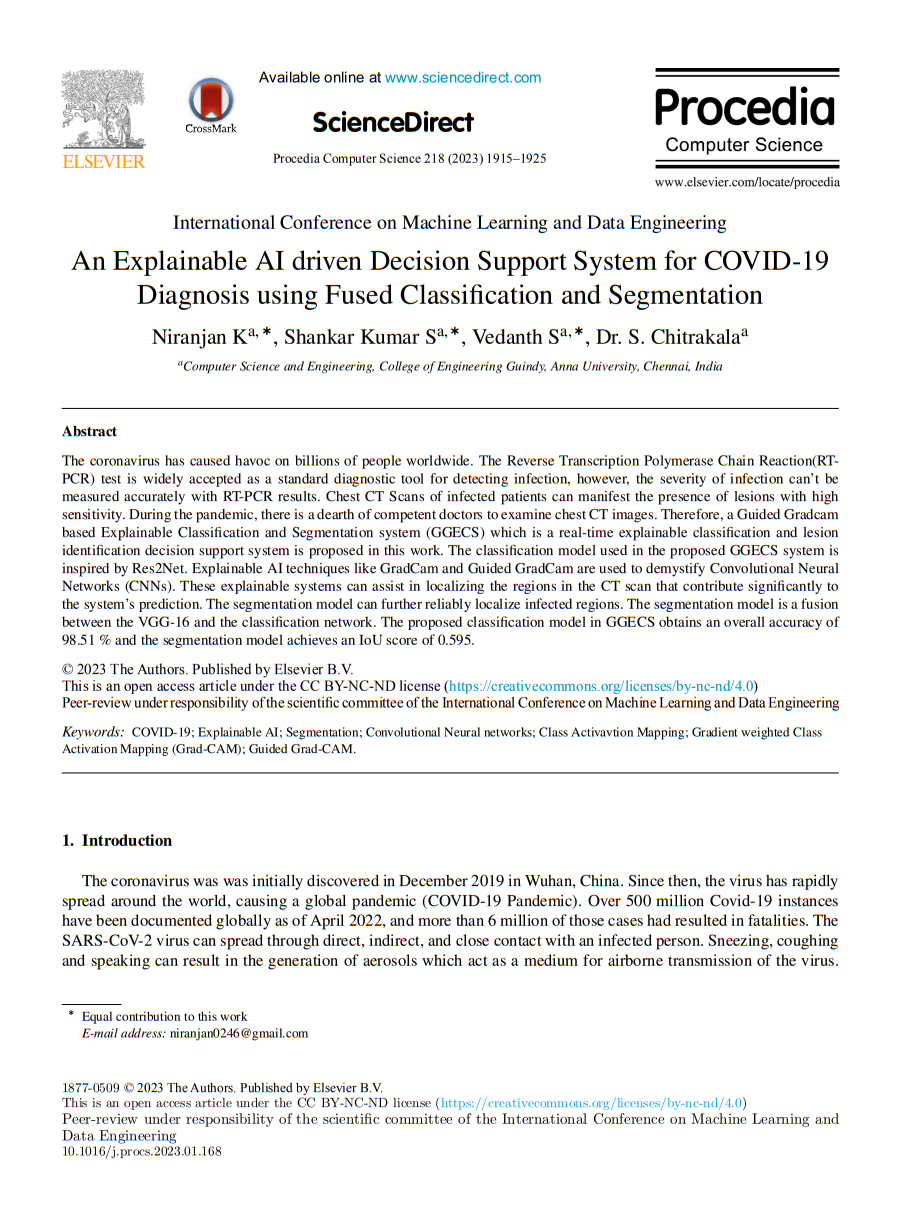 Available online at www.sciencedirect.com
ELSEVIER
CrossMark
ScienceDirect
Procedia Computer Science 218 (2023) 1915–1925
Procedia
Computer Science
www.elsevier.com/locate/procedia
International Conference on Machine Learning and Data Engineering
An Explainable AI driven Decision Support System for COVID-19
Diagnosis using Fused Classification and Segmentation
Niranjan Kᵃ,*, Shankar Kumar Sᵃ,*, Vedanth Sᵃ,*, Dr. S. Chitrakalaᵃ
ᵃComputer Science and Engineering, College of Engineering Guindy, Anna University, Chennai, India
Abstract
The coronavirus has caused havoc on billions of people worldwide. The Reverse Transcription Polymerase Chain Reaction(RT-
PCR) test is widely accepted as a standard diagnostic tool for detecting infection, however, the severity of infection can't be
measured accurately with RT-PCR results. Chest CT Scans of infected patients can manifest the presence of lesions with high
sensitivity. During the pandemic, there is a dearth of competent doctors to examine chest CT images. Therefore, a Guided Gradcam
based Explainable Classification and Segmentation system (GGECS) which is a real-time explainable classification and lesion
identification decision support system is proposed in this work. The classification model used in the proposed GGECS system is
inspired by Res2Net. Explainable AI techniques like GradCam and Guided GradCam are used to demystify Convolutional Neural
Networks (CNNs). These explainable systems can assist in localizing the regions in the CT scan that contribute significantly to
the system's prediction. The segmentation model can further reliably localize infected regions. The segmentation model is a fusion
between the VGG-16 and the classification network. The proposed classification model in GGECS obtains an overall accuracy of
98.51 % and the segmentation model achieves an IoU score of 0.595.
© 2023 The Authors. Published by Elsevier B.V.
This is an open access article under the CC BY-NC-ND license (https://creativecommons.org/licenses/by-nc-nd/4.0)
Peer-review under responsibility of the scientific committee of the International Conference on Machine Learning and Data Engineering
Keywords: COVID-19; Explainable AI; Segmentation; Convolutional Neural networks; Class Activavtion Mapping; Gradient weighted Class
Activation Mapping (Grad-CAM); Guided Grad-CAM.
1. Introduction
The coronavirus was was initially discovered in December 2019 in Wuhan, China. Since then, the virus has rapidly
spread around the world, causing a global pandemic (COVID-19 Pandemic). Over 500 million Covid-19 instances
have been documented globally as of April 2022, and more than 6 million of those cases had resulted in fatalities. The
SARS-CoV-2 virus can spread through direct, indirect, and close contact with an infected person. Sneezing, coughing
and speaking can result in the generation of aerosols which act as a medium for airborne transmission of the virus.
* Equal contribution to this work
E-mail address: niranjan0246@gmail.com
1877-0509 © 2023 The Authors. Published by Elsevier B.V.
This is an open access article under the CC BY-NC-ND license (https://creativecommons.org/licenses/by-nc-nd/4.0)
Peer-review under responsibility of the scientific committee of the International Conference on Machine Learning and
Data Engineering
10.1016/j.procs.2023.01.168